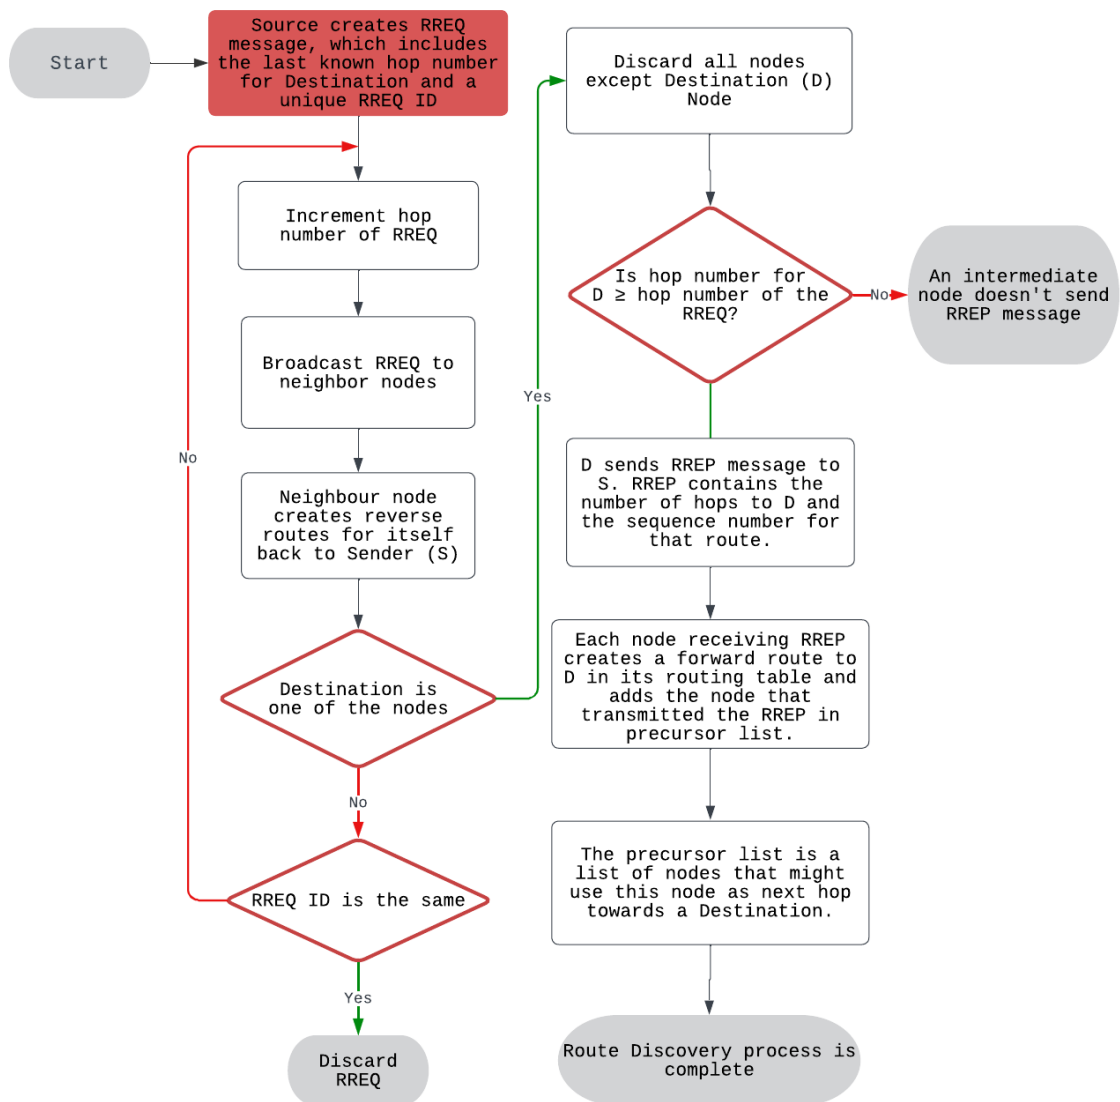 Start
Source creates RREQ
message, which includes
the last known hop number
for Destination and a
unique RREQ ID
Increment hop
number of RREQ
Broadcast RREQ to
neighbor nodes
Neighbour node
creates reverse
routes for itself
back to Sender (S)
Destination is
one of the nodes
No
RREQ ID is the same
No
Yes
Discard
RREQ
Yes
Discard all nodes
except Destination (D)
Node
Is hop number for
D ≥ hop number of the
RREQ?
No
An intermediate
node doesn't send
RREP message
D sends RREP message to
S. RREP contains the
number of hops to D and
the sequence number for
that route.
Each node receiving RREP
creates a forward route to
D in its routing table and
adds the node that
transmitted the RREP in
precursor list.
The precursor list is a
list of nodes that might
use this node as next hop
towards a Destination.
Route Discovery process is
complete